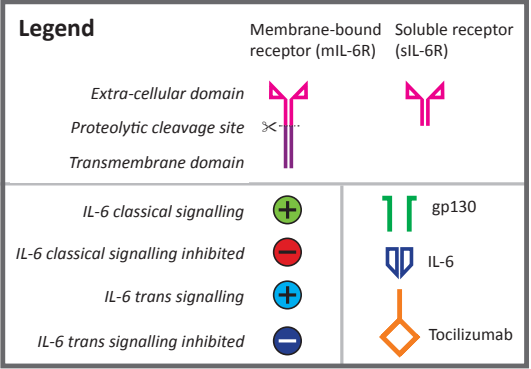 Legend
Membrane-bound
receptor (mIL-6R)
Soluble receptor
(sIL-6R)
Extra-cellular domain
Proteolytic cleavage site
Transmembrane domain
IL-6 classical signalling
IL-6 classical signalling inhibited
IL-6 trans signalling
IL-6 trans signalling inhibited
gp130
IL-6
Tocilizumab